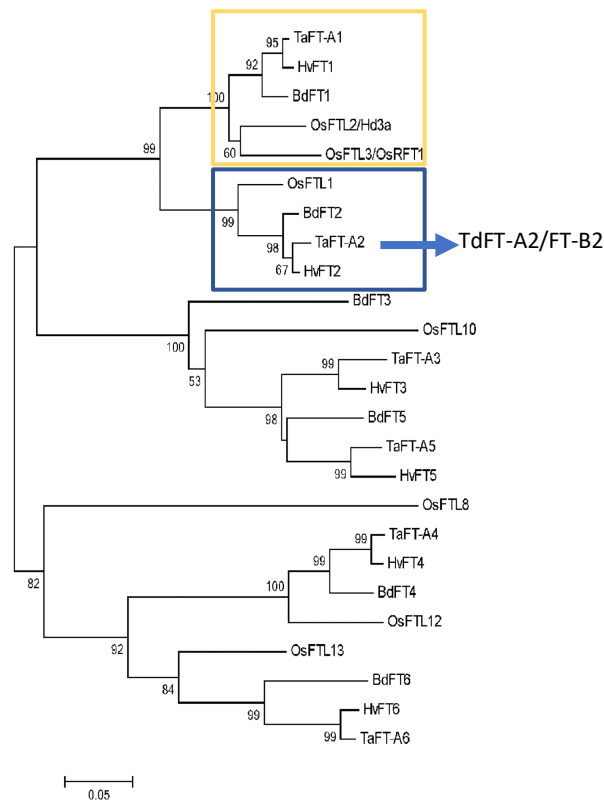 TaFT-A1
95
HvFT1
92
BdFT1
100
OsFTL2/Hd3a
60
OsFTL3/OsRFT1
99
OsFTL1
99
BdFT2
98
TaFT-A2
TdFT-A2/FT-B2
67
HvFT2
BdFT3
100
OsFTL10
53
99
TaFT-A3
HvFT3
98
BdFT5
TaFT-A5
99
HvFT5
OsFTL8
82
99
TaFT-A4
99
HvFT4
BdFT4
100
OsFTL12
92
OsFTL13
84
BdFT6
99
HvFT6
99
TaFT-A6
0.05